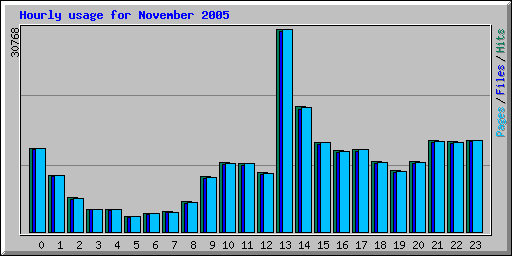 Hourly usage for November 2005
30768
Pages / Files / Hits
0 1 2 3 4 5 6 7 8 9 10 11 12 13 14 15 16 17 18 19 20 21 22 23